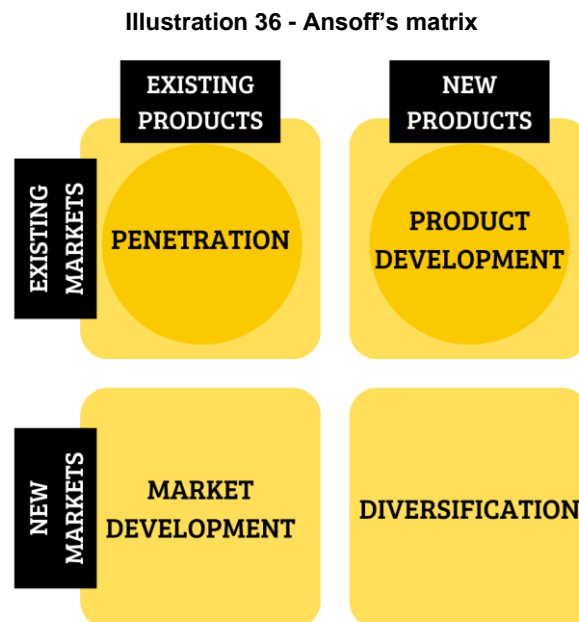 Illustration 36 - Ansoff's matrix
EXISTING
PRODUCTS
NEW
PRODUCTS
EXISTING
MARKETS
PENETRATION
PRODUCT
DEVELOPMENT
NEW
MARKETS
MARKET
DEVELOPMENT
DIVERSIFICATION